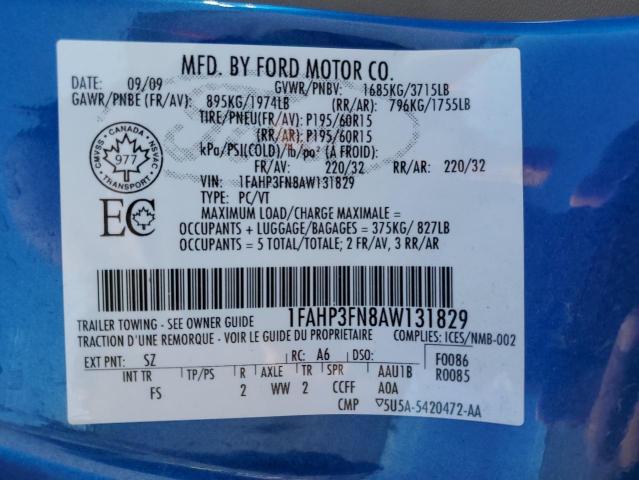 MFD. BY FORD MOTOR CO.
DATE: 09/09 GVWR/PNBV: 1685KG/3715LB
GAWR/PNBE (FR/AV): 895KG/1974LB (RR/AR): 796KG/1755LB
TIRE/PNEU(FR/AV): P195/60R15
(RR/AR): P195/60R15
kPa/PSI(COLD)/lb/po² (A FROID):
FR/AV: 220/32 RR/AR: 220/32
VIN: 1FAHP3FN8AW131829
TYPE: PC/VT
MAXIMUM LOAD/CHARGE MAXIMALE =
OCCUPANTS + LUGGAGE/BAGAGES = 375KG/ 827LB
OCCUPANTS = 5 TOTAL/TOTALE; 2 FR/AV, 3 RR/AR
CANADA
CMVSS NSVAC
977
TRANSPORT
EC
1FAHP3FN8AW131829
TRAILER TOWING - SEE OWNER GUIDE
TRACTION D'UNE REMORQUE - VOIR LE GUIDE DU PROPRIETAIRE COMPLIES: ICES/NMB-002
EXT PNT: SZ RC: A6 DSO: F0086
INT TR TP/PS R AXLE TR SPR AAU1B R0085
FS 2 WW 2 CCFF A0A
CMP 5U5A-5420472-AA